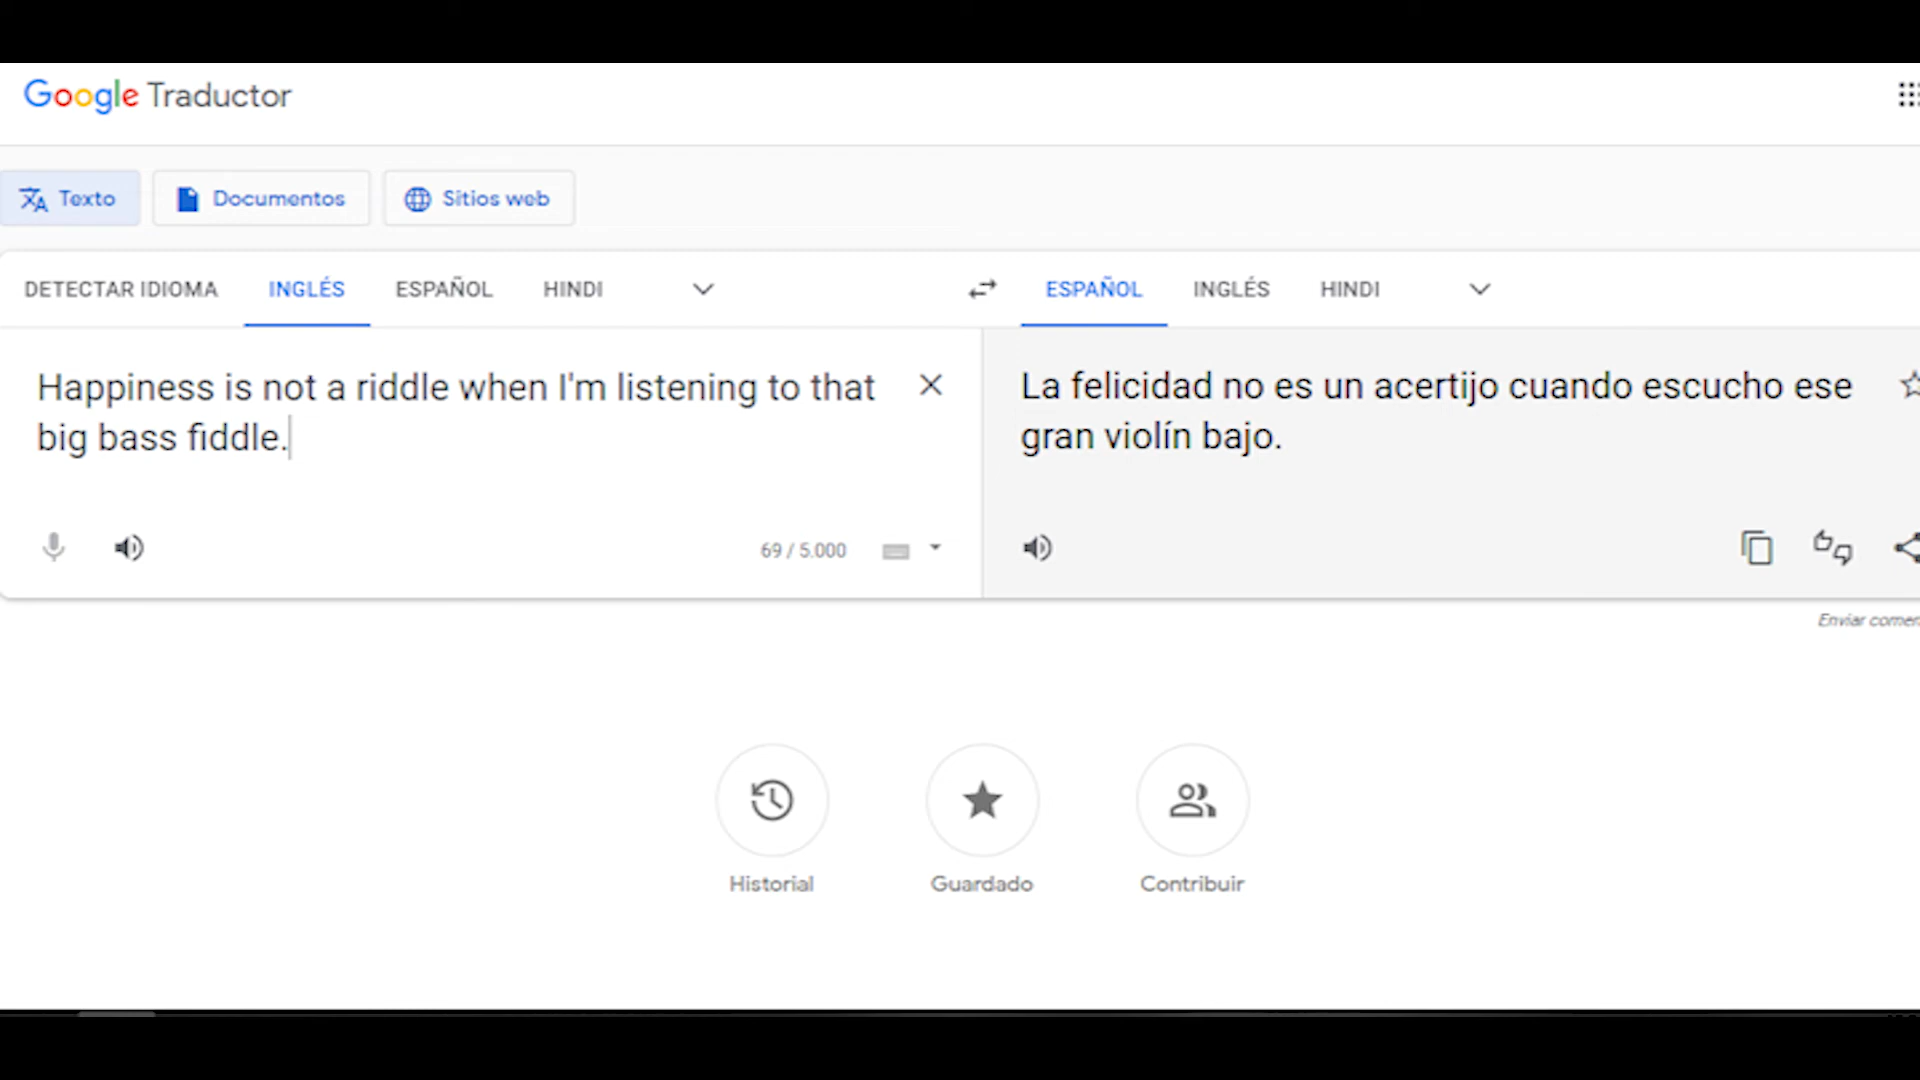 Google Traductor
Texto
Documentos
Sitios web
DETECTAR IDIOMA
INGLÉS
ESPAÑOL
HINDI
ESPAÑOL
INGLÉS
HINDI
Happiness is not a riddle when I'm listening to that
big bass fiddle.
La felicidad no es un acertijo cuando escucho ese
gran violín bajo.
69 / 5.000
Enviar
Historial
Guardado
Contribuir